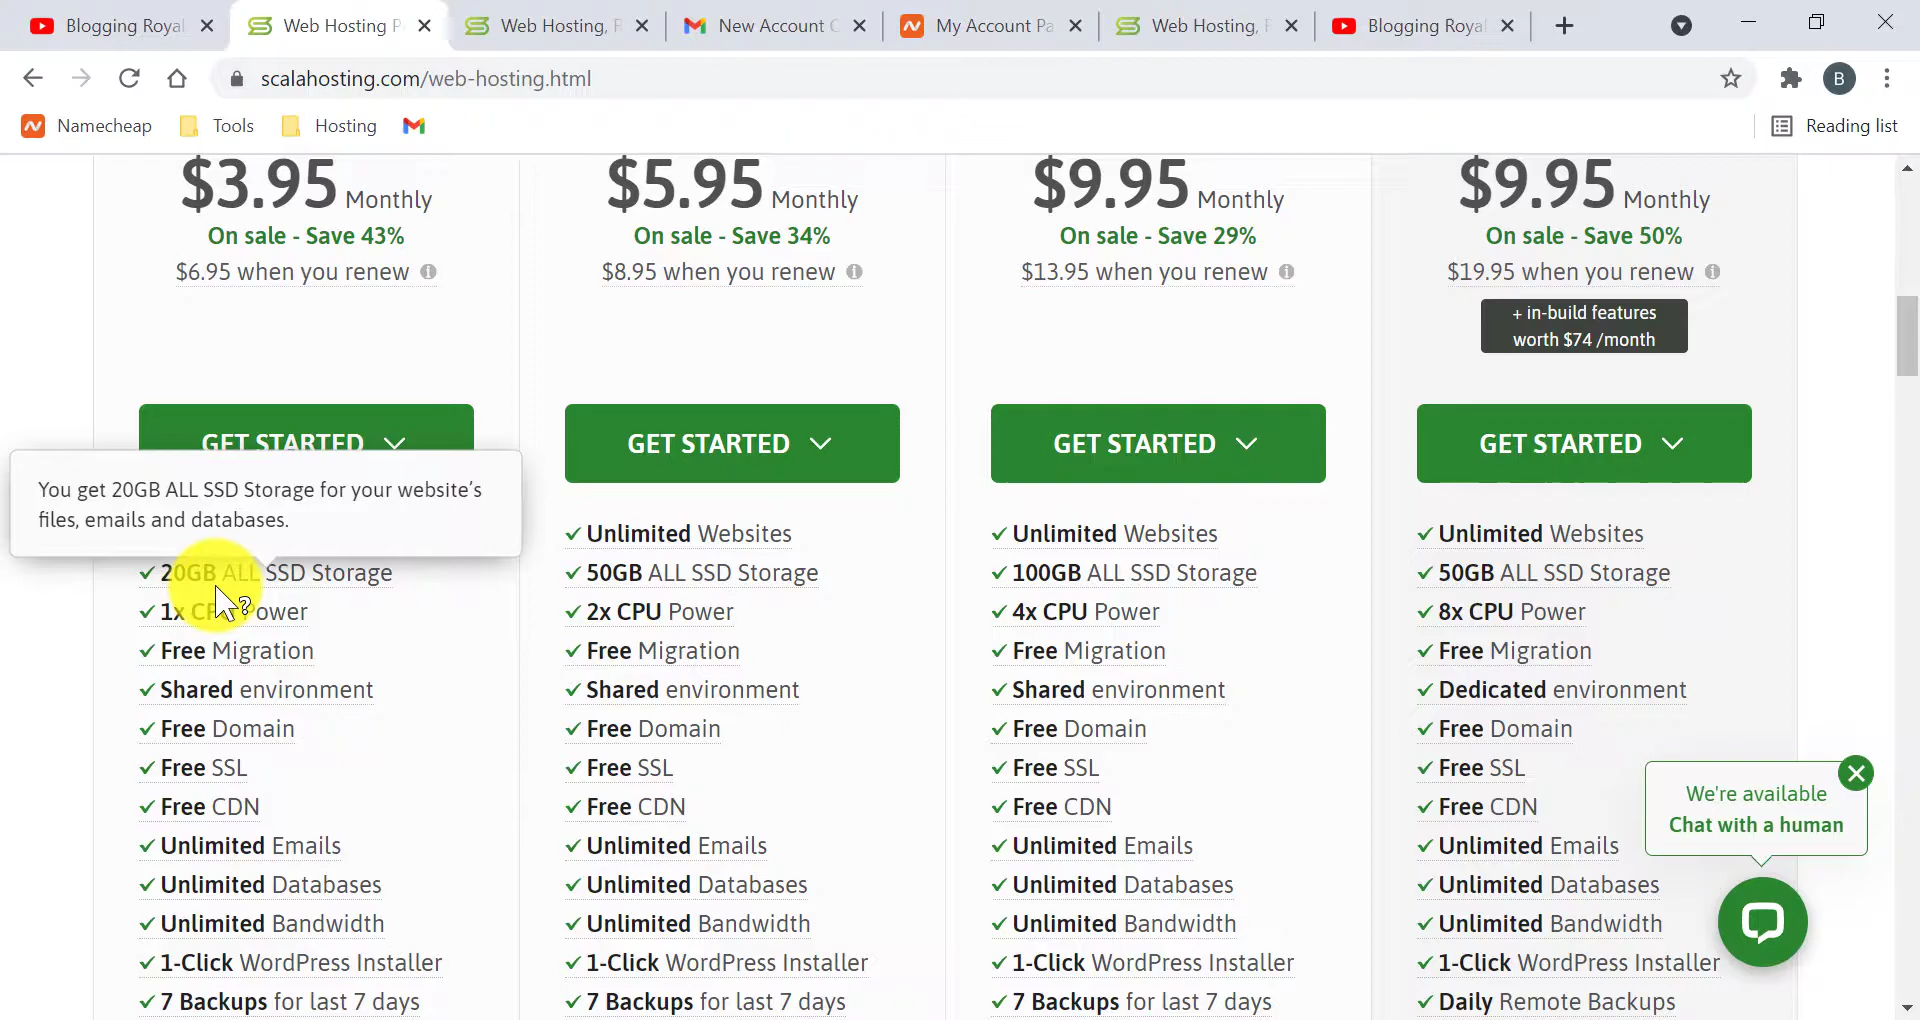 Blogging Royal
Web Hosting P
Web Hosting, F
New Account C
My Account Pa
Web Hosting, F
Blogging Royal
scalahosting.com/web-hosting.html
B
Namecheap
Tools
Hosting
Reading list
$3.95 Monthly
On sale - Save 43%
$6.95 when you renew
GET STARTED
You get 20GB ALL SSD Storage for your website's
files, emails and databases.
20GB ALL SSD Storage
1x CPU Power
Free Migration
Shared environment
Free Domain
Free SSL
Free CDN
Unlimited Emails
Unlimited Databases
Unlimited Bandwidth
1-Click WordPress Installer
7 Backups for last 7 days
$5.95 Monthly
On sale - Save 34%
$8.95 when you renew
GET STARTED
Unlimited Websites
50GB ALL SSD Storage
2x CPU Power
Free Migration
Shared environment
Free Domain
Free SSL
Free CDN
Unlimited Emails
Unlimited Databases
Unlimited Bandwidth
1-Click WordPress Installer
7 Backups for last 7 days
$9.95 Monthly
On sale - Save 29%
$13.95 when you renew
GET STARTED
Unlimited Websites
100GB ALL SSD Storage
4x CPU Power
Free Migration
Shared environment
Free Domain
Free SSL
Free CDN
Unlimited Emails
Unlimited Databases
Unlimited Bandwidth
1-Click WordPress Installer
7 Backups for last 7 days
$9.95 Monthly
On sale - Save 50%
$19.95 when you renew
+ in-build features
worth $74 /month
GET STARTED
Unlimited Websites
50GB ALL SSD Storage
8x CPU Power
Free Migration
Dedicated environment
Free Domain
Free SSL
Free CDN
Unlimited Emails
Unlimited Databases
Unlimited Bandwidth
1-Click WordPress Installer
Daily Remote Backups
We're available
Chat with a human